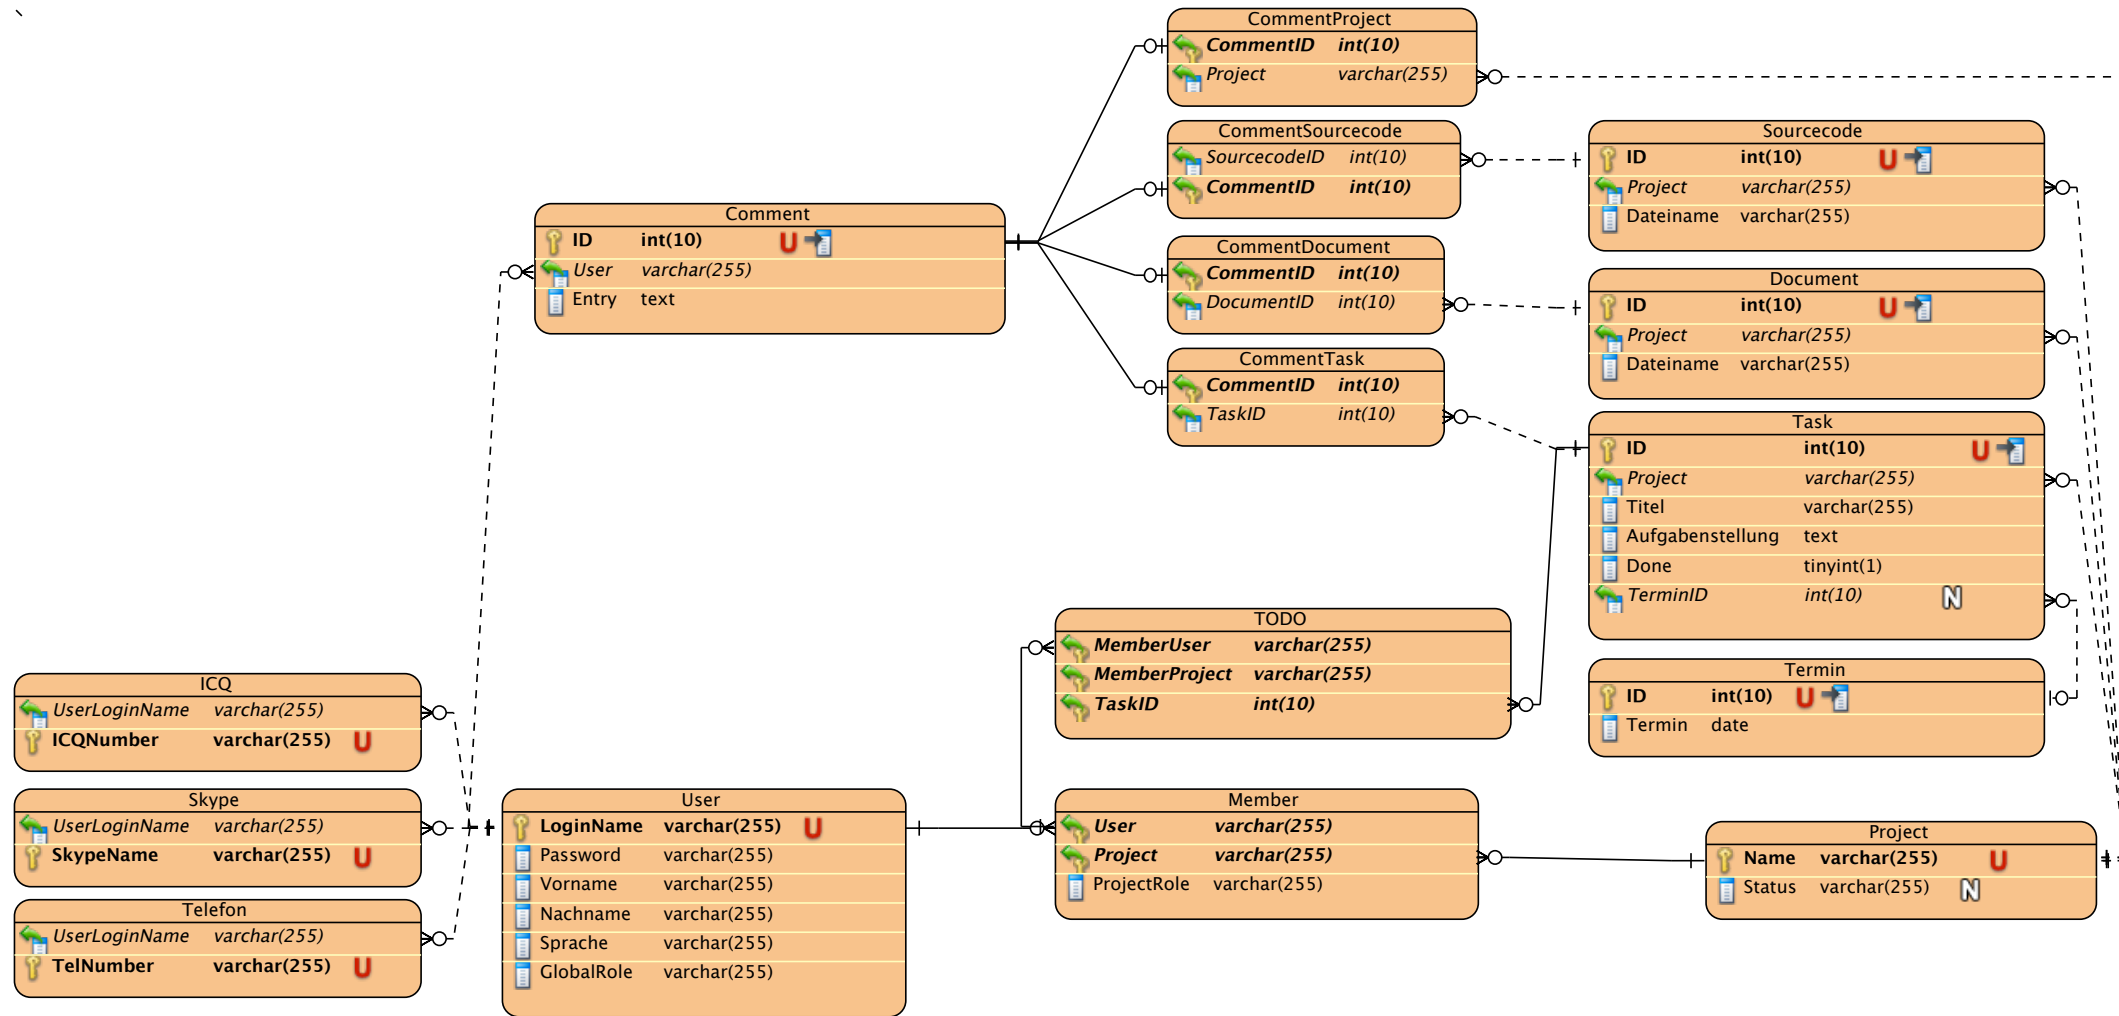 CommentProject
CommentID int(10)
Project varchar(255)
CommentSourcecode
SourcecodeID int(10)
CommentID int(10)
Sourcecode
ID int(10) U
Project varchar(255)
Dateiname varchar(255)
Comment
ID int(10) U
User varchar(255)
Entry text
CommentDocument
CommentID int(10)
DocumentID int(10)
Document
ID int(10) U
Project varchar(255)
Dateiname varchar(255)
CommentTask
CommentID int(10)
TaskID int(10)
Task
ID int(10) U
Project varchar(255)
Titel varchar(255)
Aufgabenstellung text
Done tinyint(1)
TerminID int(10) N
TODO
MemberUser varchar(255)
MemberProject varchar(255)
TaskID int(10)
Termin
ID int(10) U
Termin date
ICQ
UserLoginName varchar(255)
ICQNumber varchar(255) U
Skype
UserLoginName varchar(255)
SkypeName varchar(255) U
Telefon
UserLoginName varchar(255)
TelNumber varchar(255) U
User
LoginName varchar(255) U
Password varchar(255)
Vorname varchar(255)
Nachname varchar(255)
Sprache varchar(255)
GlobalRole varchar(255)
Member
User varchar(255)
Project varchar(255)
ProjectRole varchar(255)
Project
Name varchar(255) U
Status varchar(255) N